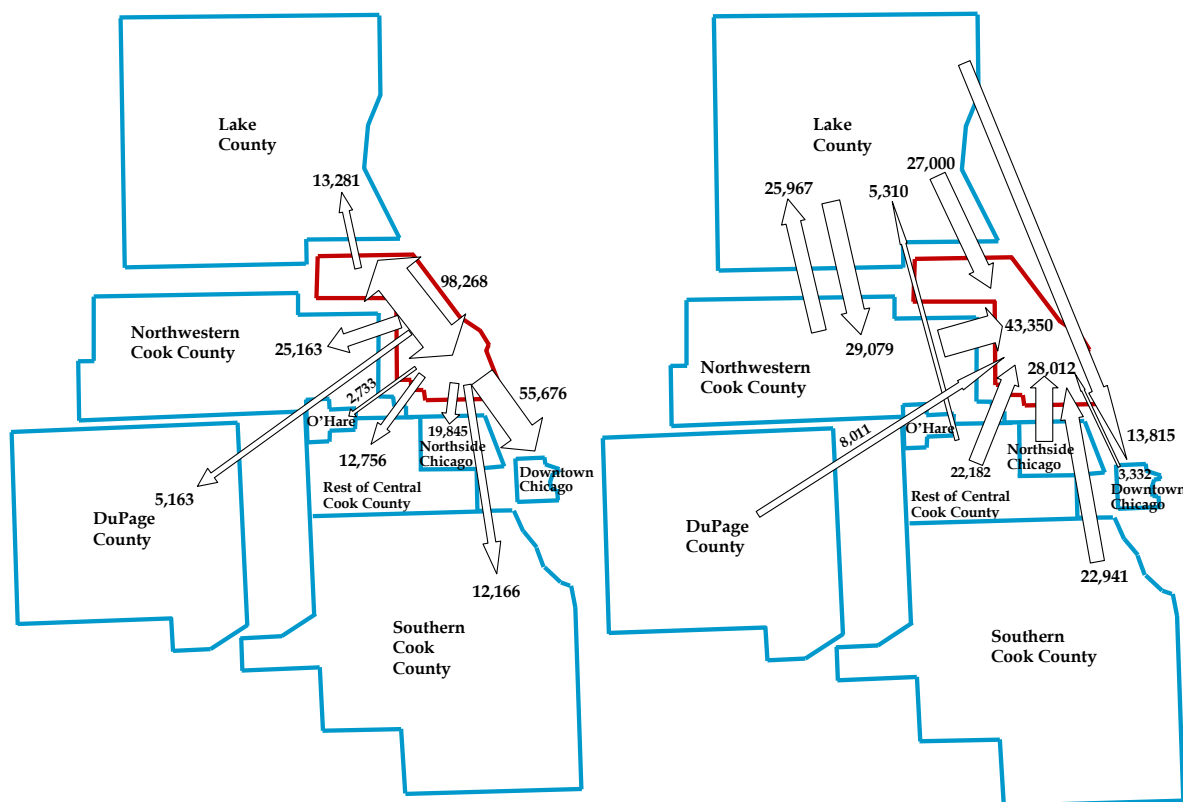 Lake
County
13,281
98,268
Northwestern
Cook County
25,163
2,733
55,676
O'Hare
19,845
Northside
Chicago
12,756
Downtown
Chicago
5,163
Rest of Central
Cook County
DuPage
County
12,166
Southern
Cook
County
Lake
County
27,000
25,967
5,310
43,350
29,079
Northwestern
Cook County
28,012
8,011
O'Hare
13,815
Northside
Chicago
22,182
3,332
Downtown
Chicago
Rest of Central
Cook County
DuPage
County
22,941
Southern
Cook County